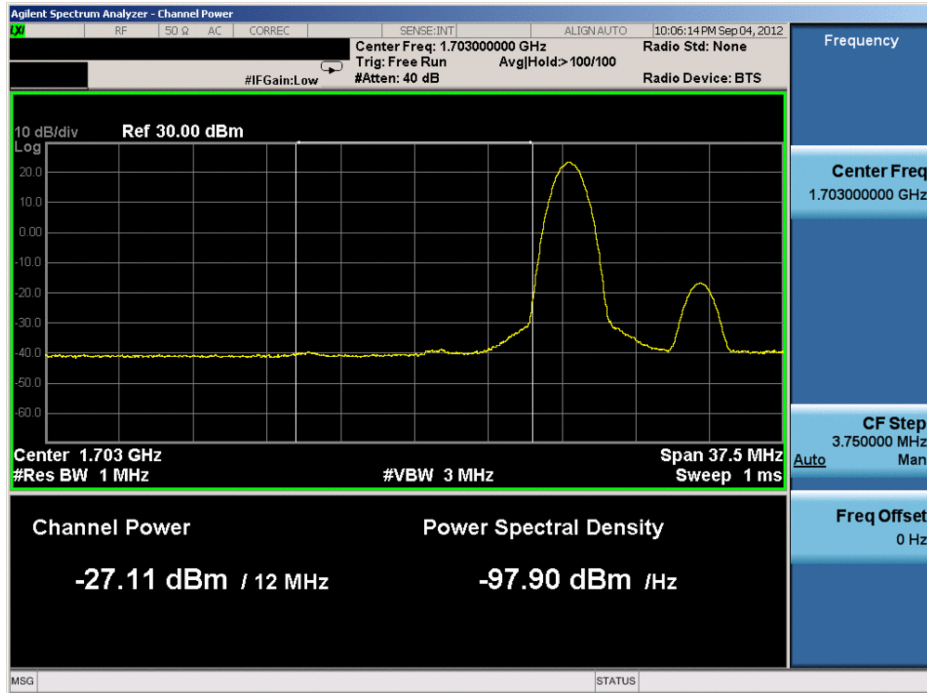 Agilent Spectrum Analyzer - Channel Power
LXI RF 50 Ω AC CORREC SENSE:INT ALIGNAUTO 10:06:14PM Sep 04, 2012
Center Freq: 1.703000000 GHz Radio Std: None
Trig: Free Run Avg|Hold:>100/100
#IFGain:Low #Atten: 40 dB Radio Device: BTS
10 dB/div Ref 30.00 dBm
Log
20.0
10.0
0.00
-10.0
-20.0
-30.0
-40.0
-50.0
-60.0
Center 1.703 GHz Span 37.5 MHz
#Res BW 1 MHz #VBW 3 MHz Sweep 1 ms
Channel Power Power Spectral Density
-27.11 dBm / 12 MHz -97.90 dBm /Hz
MSG STATUS
Frequency
Center Freq
1.703000000 GHz
CF Step
3.750000 MHz
Auto Man
Freq Offset
0 Hz